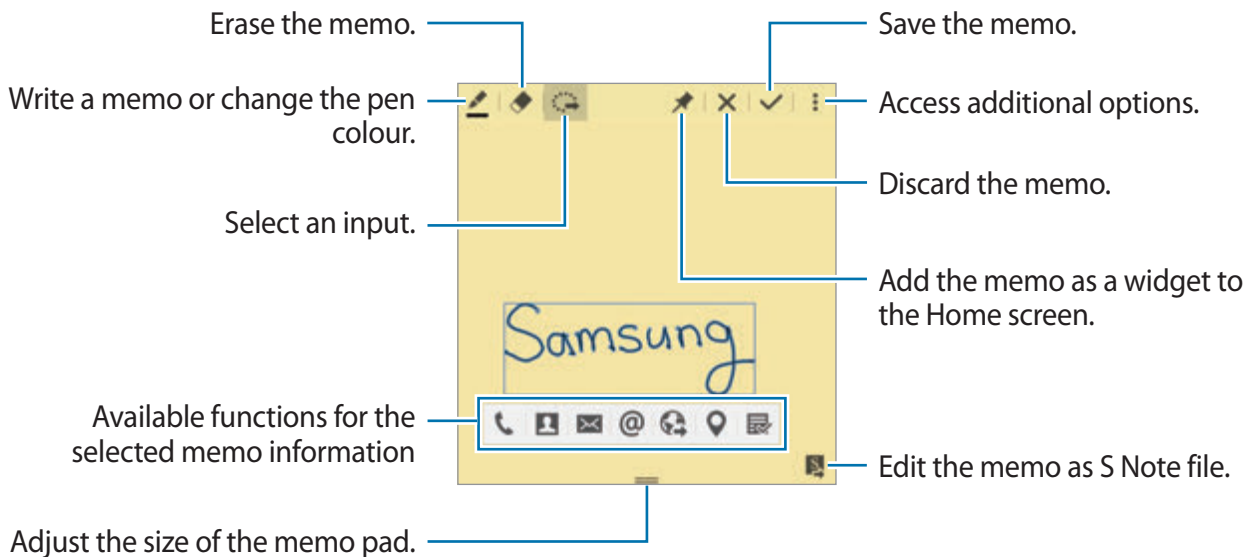 Erase the memo.
Write a memo or change the pen
colour.
Select an input.
Available functions for the
selected memo information
Adjust the size of the memo pad.
Samsung
Save the memo.
Access additional options.
Discard the memo.
Add the memo as a widget to
the Home screen.
Edit the memo as S Note file.